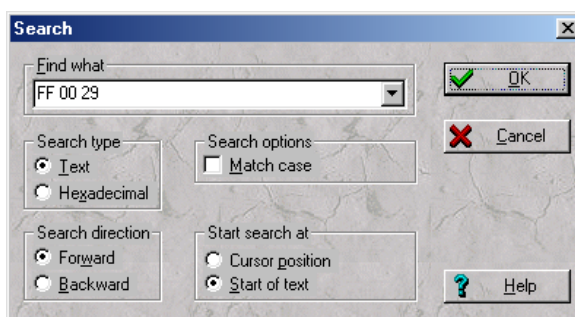 Search
Find what
FF 00 29
OK
Search type
Text
Hexadecimal
Search options
Match case
Cancel
Search direction
Forward
Backward
Start search at
Cursor position
Start of text
Help